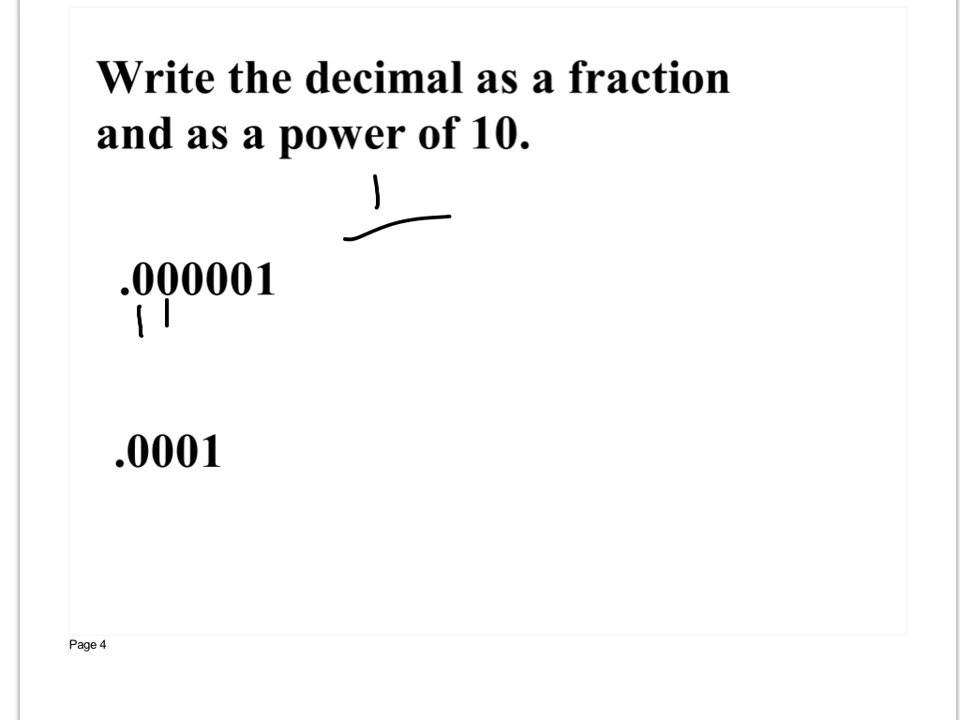 Write the decimal as a fraction
and as a power of 10.
1
.000001
.0001
Page 4